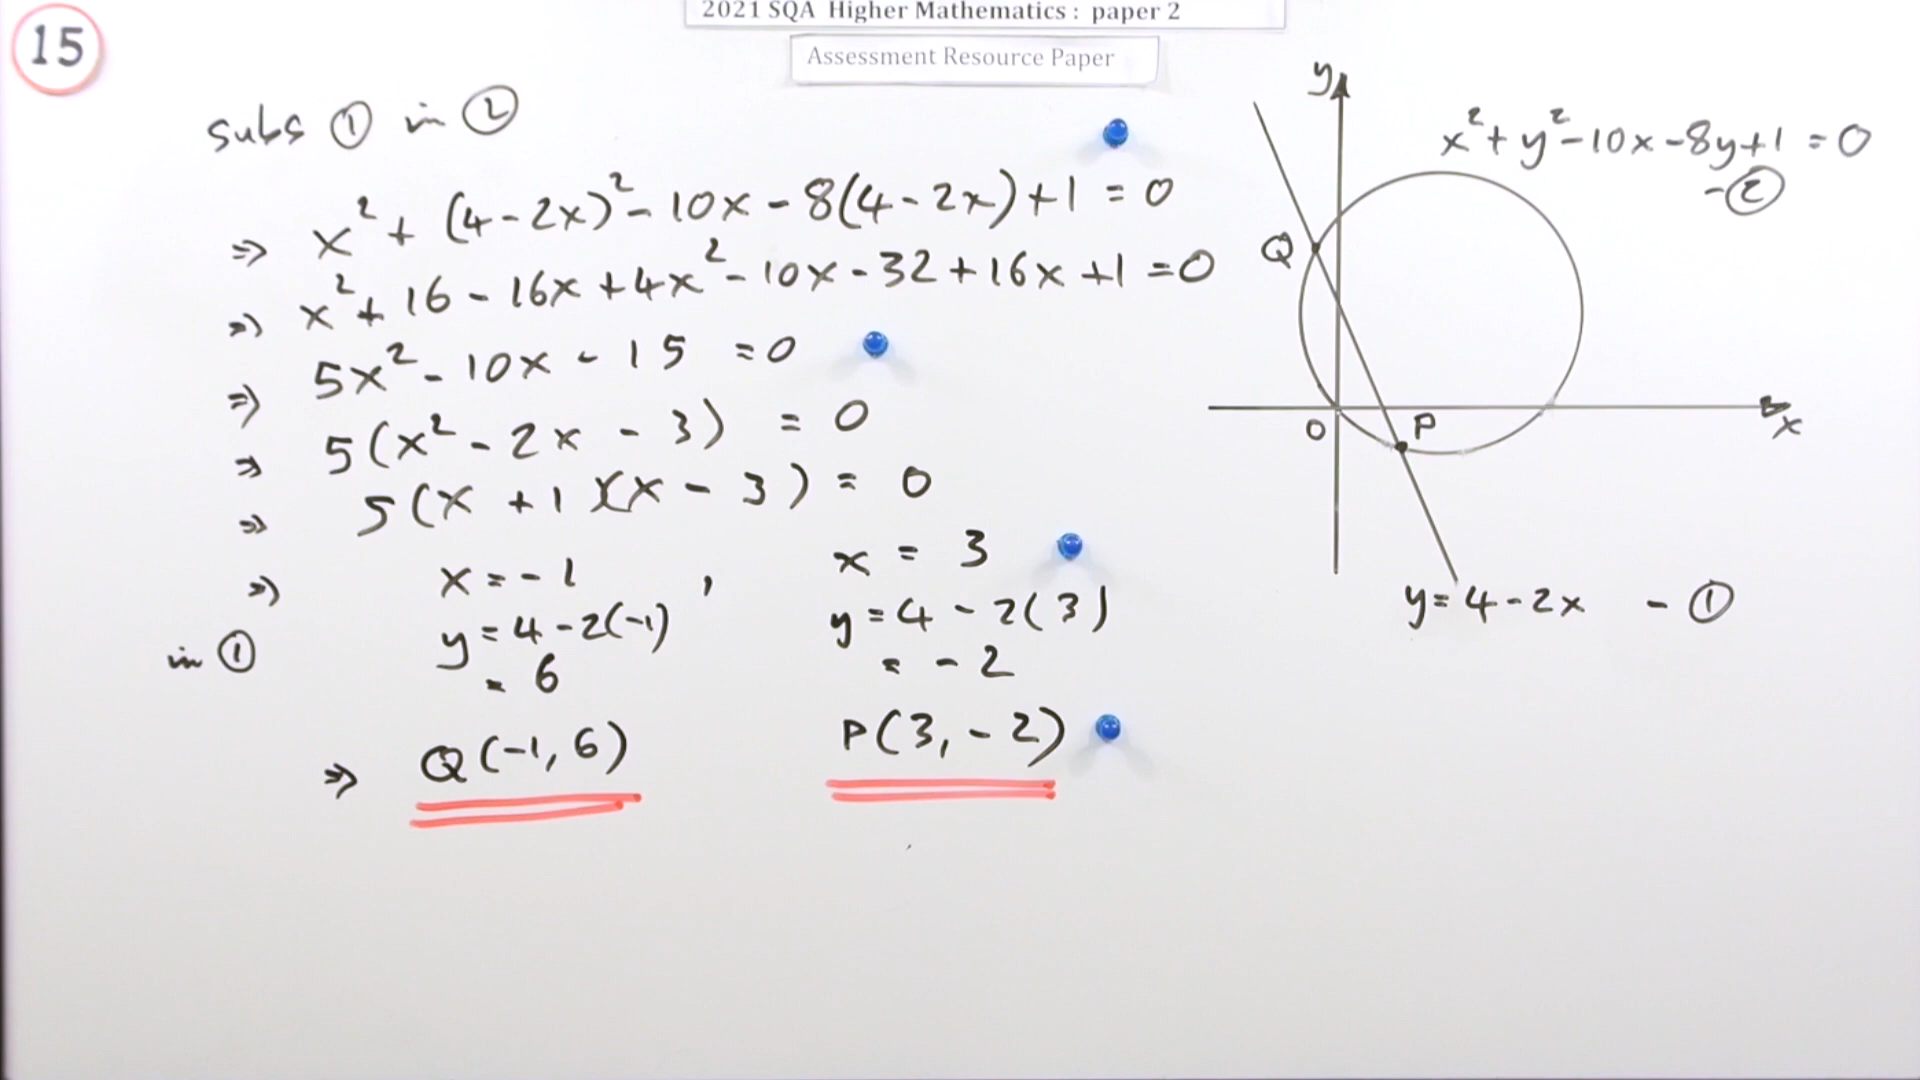 15
2021 SQA Higher Mathematics : paper 2
Assessment Resource Paper
subs ① in ②
⇒ x² + (4 - 2x)² - 10x - 8(4 - 2x) + 1 = 0
⇒ x² + 16 - 16x + 4x² - 10x - 32 + 16x + 1 = 0
⇒ 5x² - 10x - 15 = 0
⇒ 5(x² - 2x - 3) = 0
⇒ 5(x + 1)(x - 3) = 0
⇒ x = -1 , x = 3
in ① y = 4 - 2(-1) y = 4 - 2(3)
= 6 = -2
⇒ Q(-1, 6) P(3, -2)
y
x² + y² - 10x - 8y + 1 = 0
- ②
Q
O
P
x
y = 4 - 2x - ①